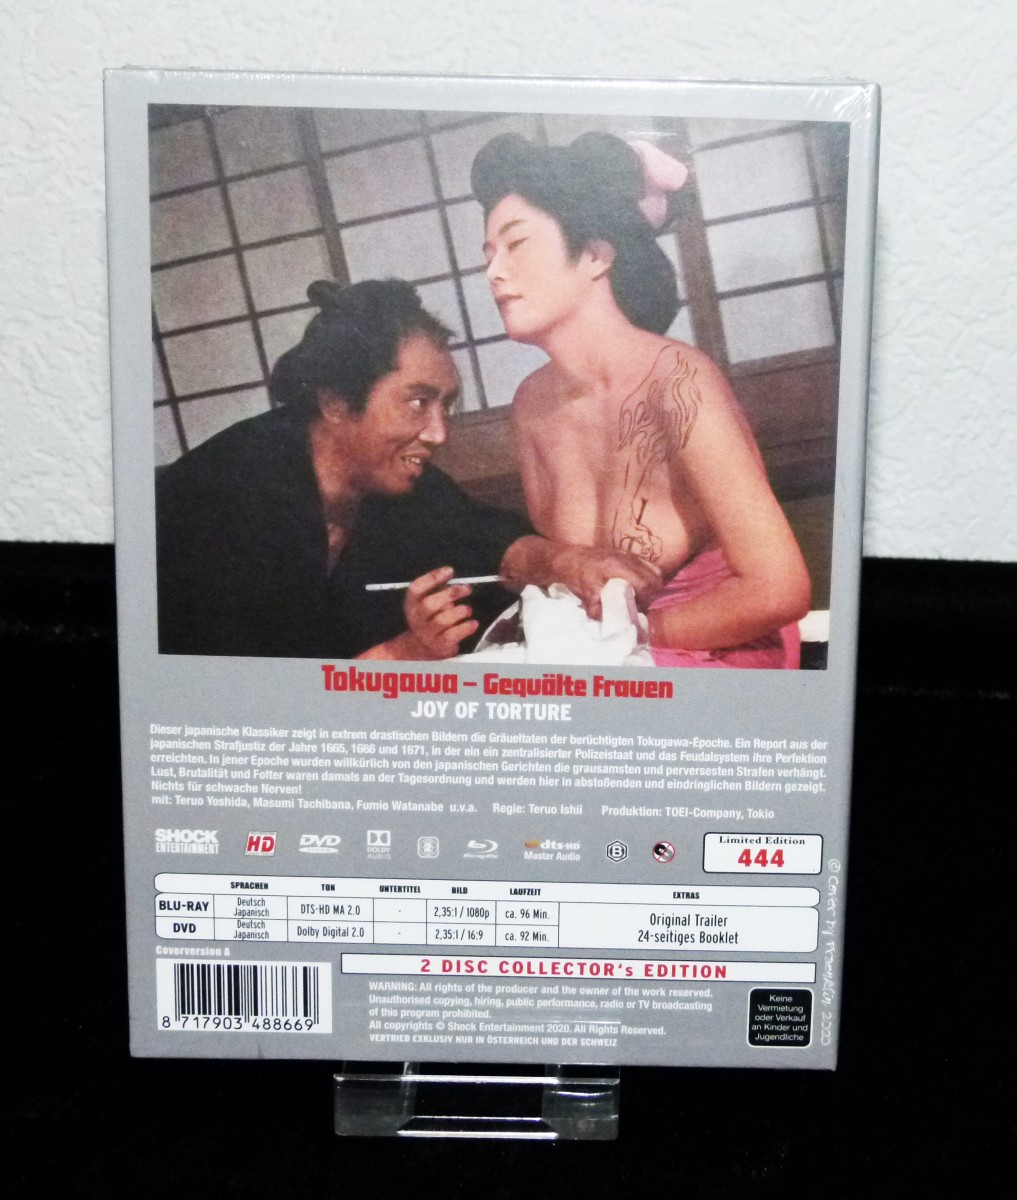 Tokugawa – Gequälte Frauen
JOY OF TORTURE
Dieser japanische Klassiker zeigt in extrem drastischen Bildern die Gräueltaten der berüchtigten Tokugawa-Epoche. Ein Report aus der
japanischen Strafjustiz der Jahre 1665, 1666 und 1671, in der ein ein zentralisierter Polizeistaat und das Feudalsystem ihre Perfektion
erreichten. In jener Epoche wurden willkürlich von den japanischen Gerichten die grausamsten und perversesten Strafen verhängt.
Lust, Brutalität und Folter waren damals an der Tagesordnung und werden hier in abstoßenden und eindringlichen Bildern gezeigt.
Nichts für schwache Nerven!
mit: Teruo Yoshida, Masumi Tachibana, Fumio Watanabe u.v.a. Regie: Teruo Ishii Produktion: TOEI-Company, Tokio
SHOCK
ENTERTAINMENT
HD
DVD
VIDEO
DOLBY
AUDIO
2
Blu-ray Disc
dts-HD
Master Audio
B
Limited Edition
444
SPRACHEN TON UNTERTITEL BILD LAUFZEIT EXTRAS
BLU-RAY Deutsch Japanisch DTS-HD MA 2.0 - 2,35:1 / 1080p ca. 96 Min.
DVD Deutsch Japanisch Dolby Digital 2.0 - 2,35:1 / 16:9 ca. 92 Min.
Original Trailer
24-seitiges Booklet
Coverversion A
2 DISC COLLECTOR's EDITION
8 717903 488669
WARNING: All rights of the producer and the owner of the work reserved.
Unauthorised copying, hiring, public performance, radio or TV broadcasting
of this program prohibited.
All copyrights © Shock Entertainment 2020. All Rights Reserved.
VERTRIEB EXKLUSIV NUR IN ÖSTERREICH UND DER SCHWEIZ
Keine
Vermietung
oder Verkauf
an Kinder und
Jugendliche
© Cover by 2020